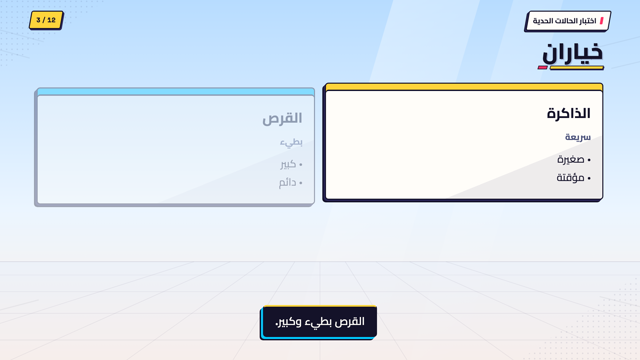 اختبار الحالات الحدية
3 / 12
خياران
الذاكرة
سريعة
• صغيرة
• مؤقتة
القرص
بطيء
• كبير
• دائم
القرص بطيء وكبير.